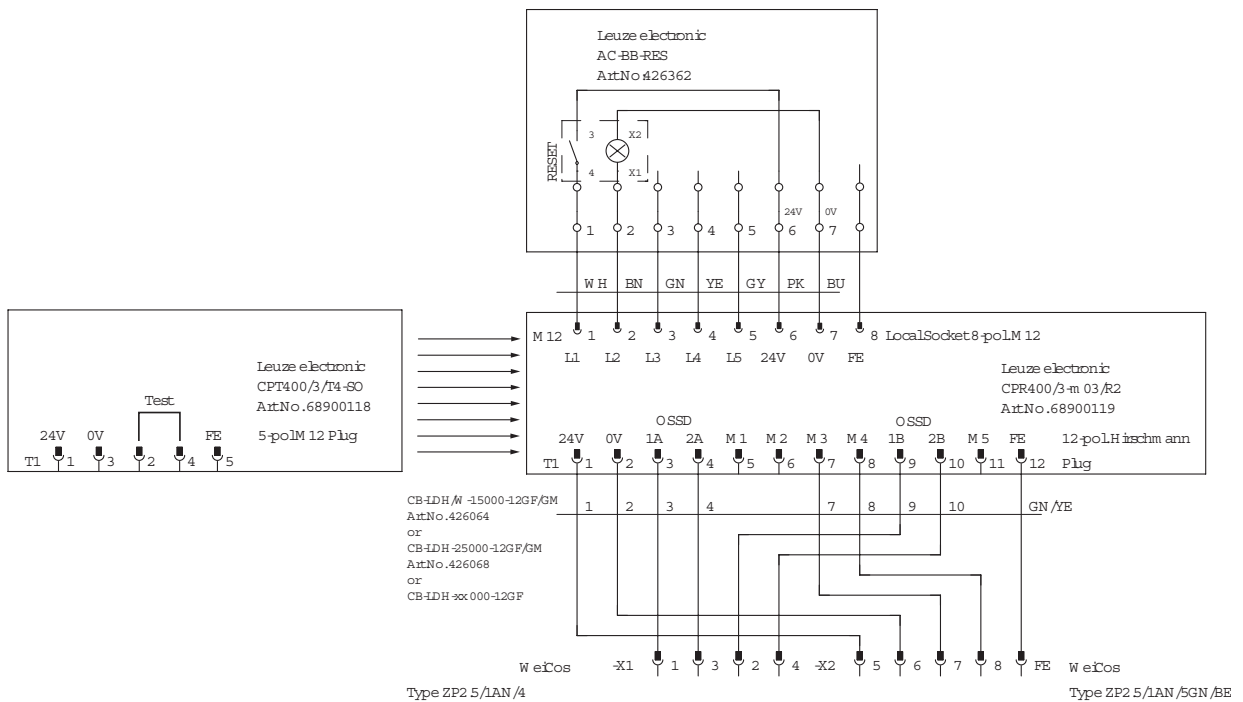 Leuze electronic
AC-BB-RES
Art.No.:426362
RESET
3 X2
4 X1
24V 0V
1 2 3 4 5 6 7
WH BN GN YE GY PK BU
M12 1 2 3 4 5 6 7 8 Local Socket 8-pol. M12
L1 L2 L3 L4 L5 24V 0V FE
Leuze electronic
CPT400/3/T4-SO
Art.No.68900118
5-pol. M12 Plug
Test
24V 0V FE
T1 1 3 2 4 5
Leuze electronic
CPR400/3-m03/R2
Art.No.68900119
12-pol. Hirschmann
Plug
OSSD OSSD
24V 0V 1A 2A M1 M2 M3 M4 1B 2B M5 FE
T1 1 2 3 4 5 6 7 8 9 10 11 12
CB-LDH/W-15000-12GF/GM
Art.No.426064
or
CB-LDH-25000-12GF/GM
Art.No.426068
or
CB-LDH-xx000-12GF
1 2 3 4 7 8 9 10 GN/YE
WeiCos -X1 1 3 2 4 -X2 5 6 7 8 FE WeiCos
Type ZP2.5/1AN/4
Type ZP2.5/1AN/5GN/BE